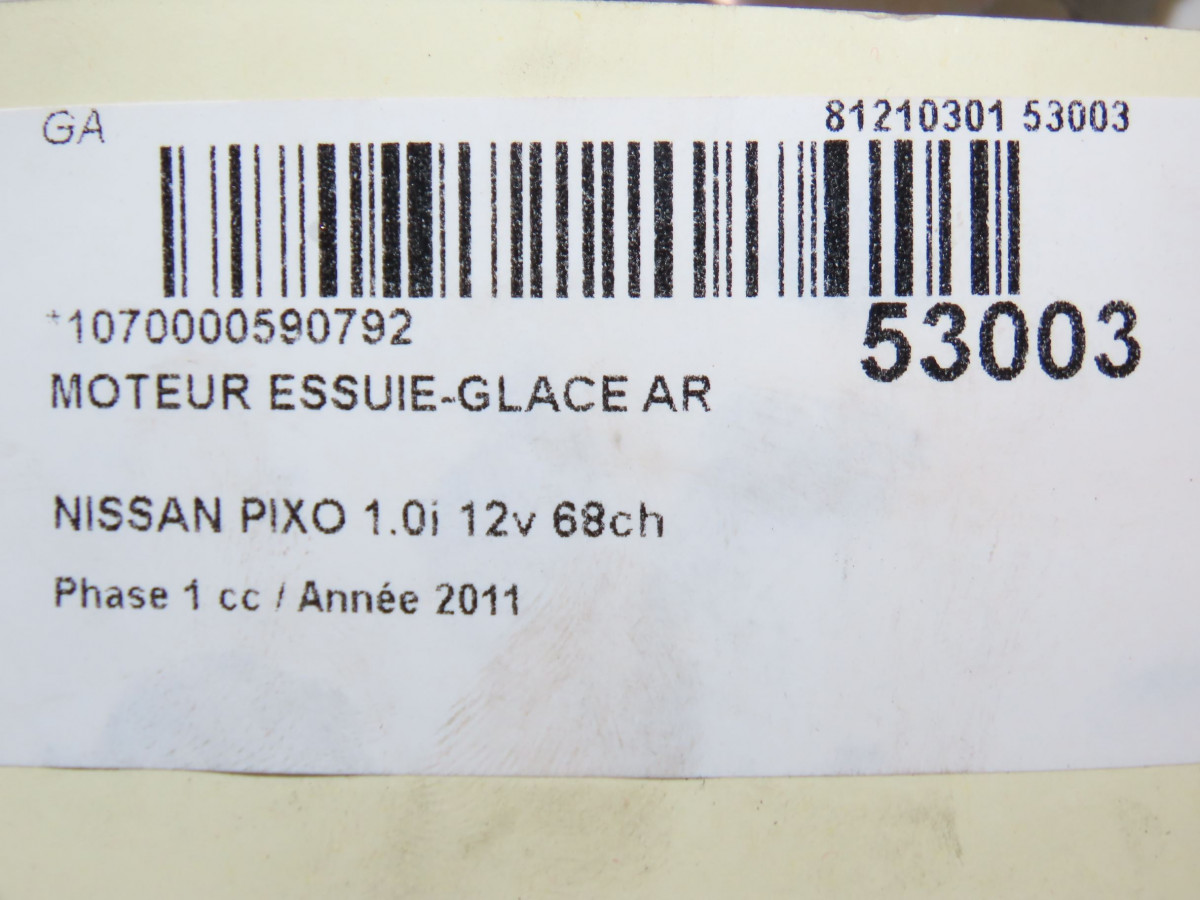 GA
81210301 53003
*1070000590792
53003
MOTEUR ESSUIE-GLACE AR
NISSAN PIXO 1.0i 12v 68ch
Phase 1 cc / Année 2011